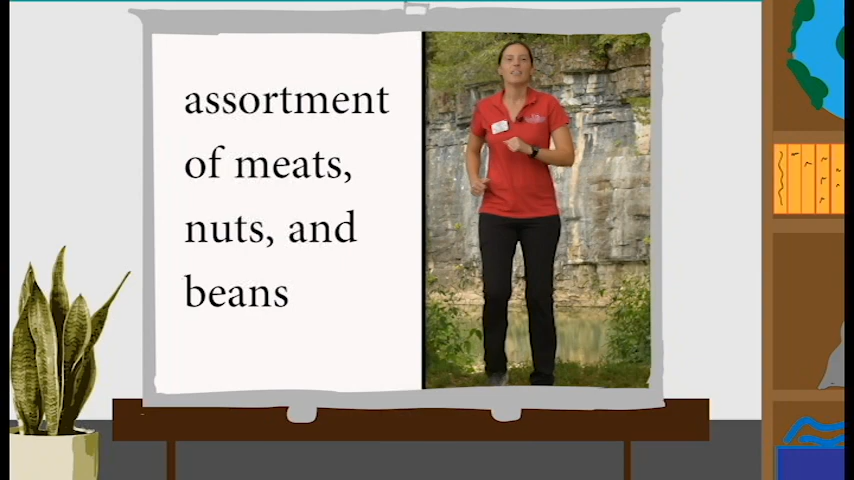 assortment
of meats,
nuts, and
beans